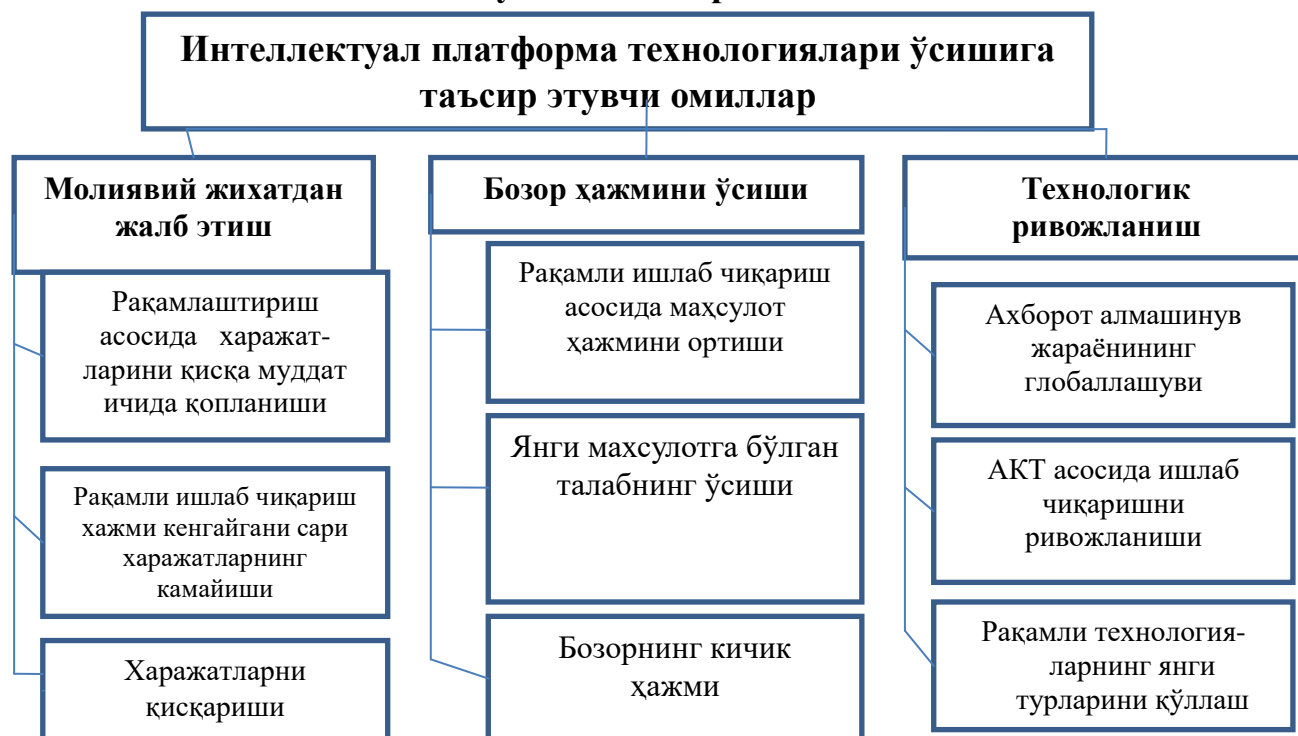 Интеллектуал платформа технологиялари ўсишига
таъсир этувчи омиллар
Молиявий жихатдан
жалб этиш
Рақамлаштириш
асосида харажат-
ларини қисқа муддат
ичида қопланиши
Рақамли ишлаб чиқариш
хажми кенгайгани сари
харажатларнинг
камайиши
Харажатларни
қисқариши
Бозор ҳажмини ўсиши
Рақамли ишлаб чиқариш
асосида маҳсулот
ҳажмини ортиши
Янги махсулотга бўлган
талабнинг ўсиши
Бозорнинг кичик
ҳажми
Технологик
ривожланиш
Ахборот алмашинув
жараёнининг
глобаллашуви
АКТ асосида ишлаб
чиқаришни
ривожланиши
Рақамли технология-
ларнинг янги
турларини қўллаш